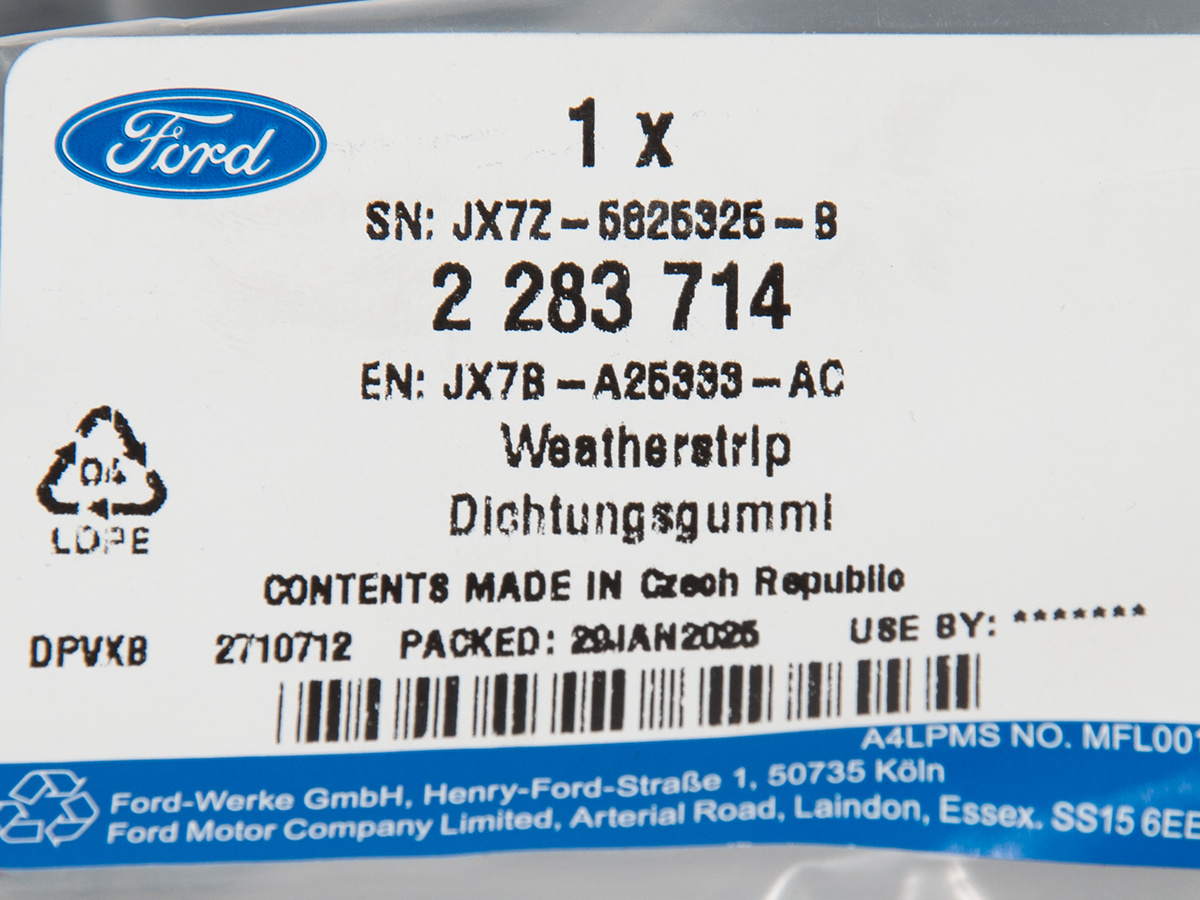 Ford
1 x
SN: JX7Z-5825325-B
2 283 714
EN: JX7B-A25333-AC
Weatherstrip
Dichtungsgummi
04
LDPE
CONTENTS MADE IN Czech Republic
DPVXB 2710712 PACKED: 29JAN2025 USE BY: *******
A4LPMS NO. MFL001
Ford-Werke GmbH, Henry-Ford-Straße 1, 50735 Köln
Ford Motor Company Limited, Arterial Road, Laindon, Essex. SS15 6EE